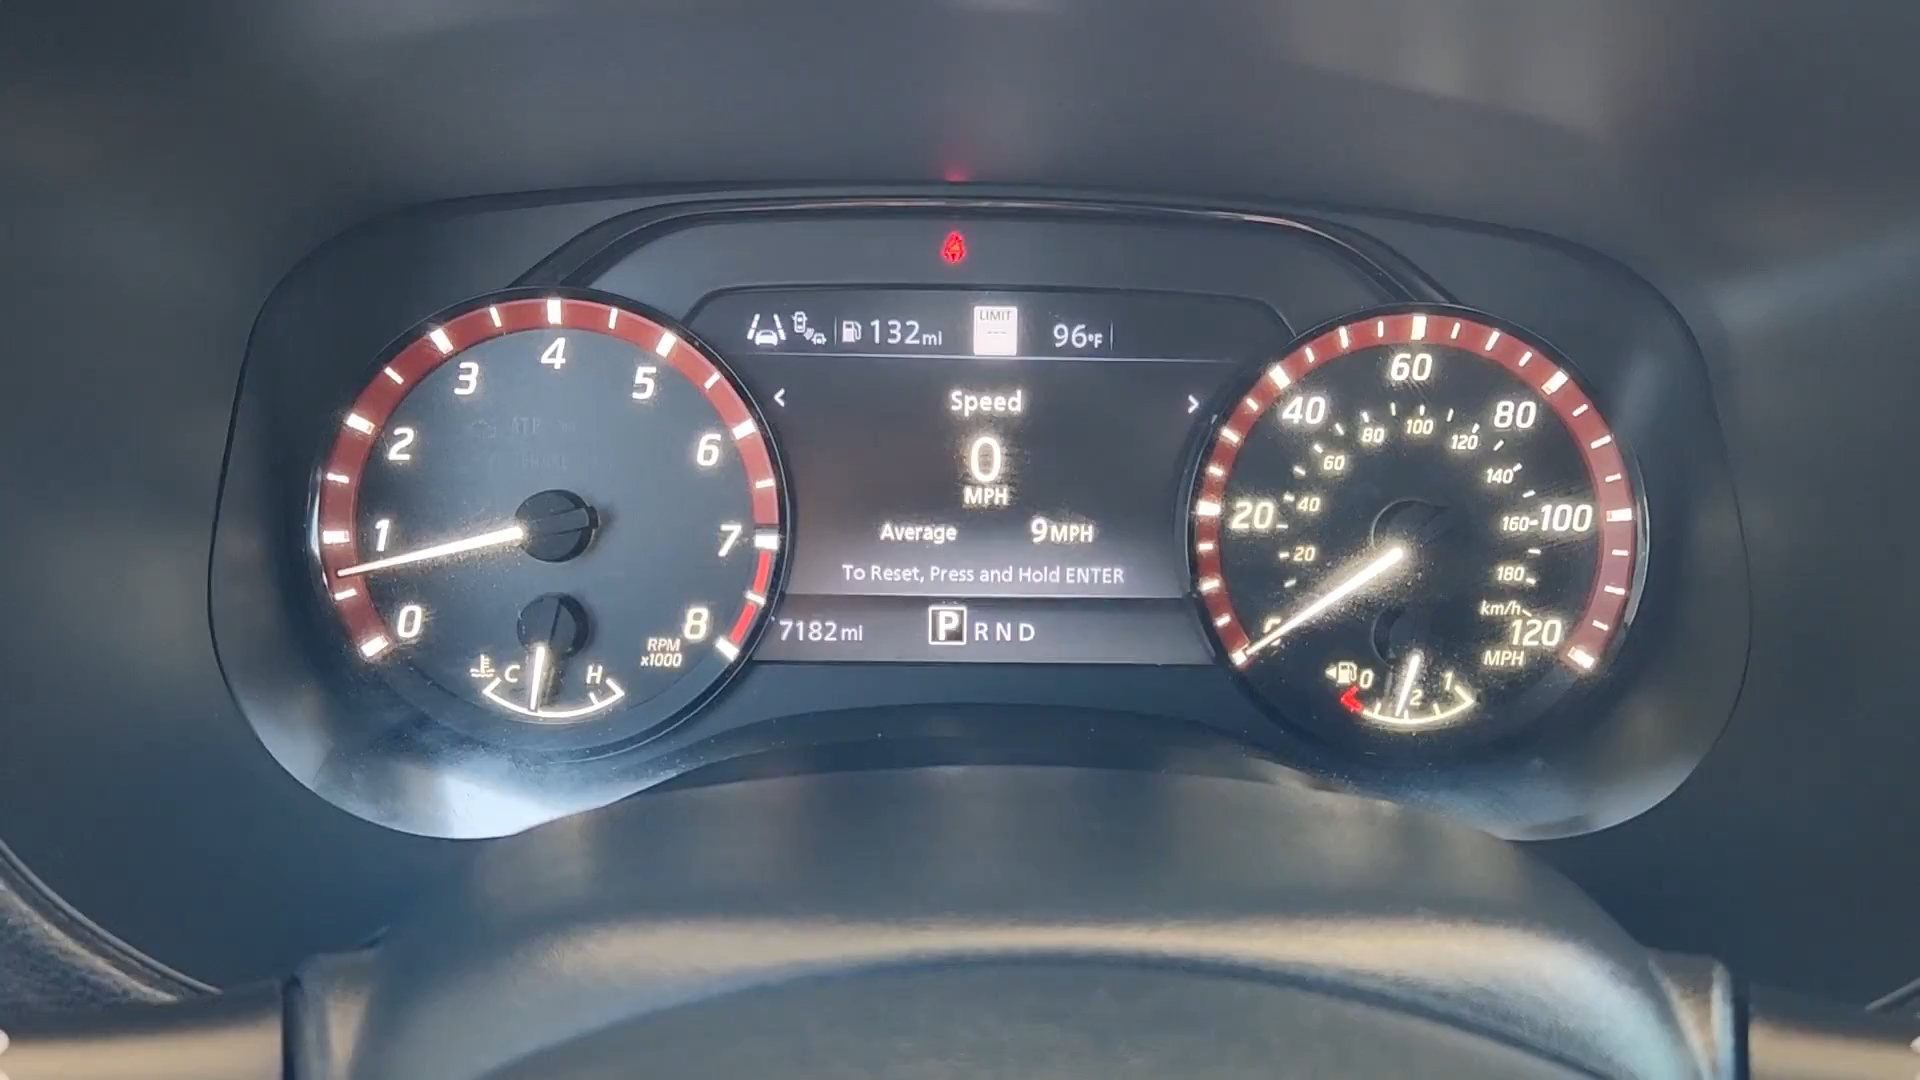 132mi
LIMIT
---
96°F
< Speed >
0
MPH
Average 9MPH
To Reset, Press and Hold ENTER
7182mi
P R N D
0
1
2
3
4
5
6
7
8
RPM
x1000
C H
20
40
60
80
100
120
MPH
20
40
60
80
100
120
140
160
180
km/h
0 1
2